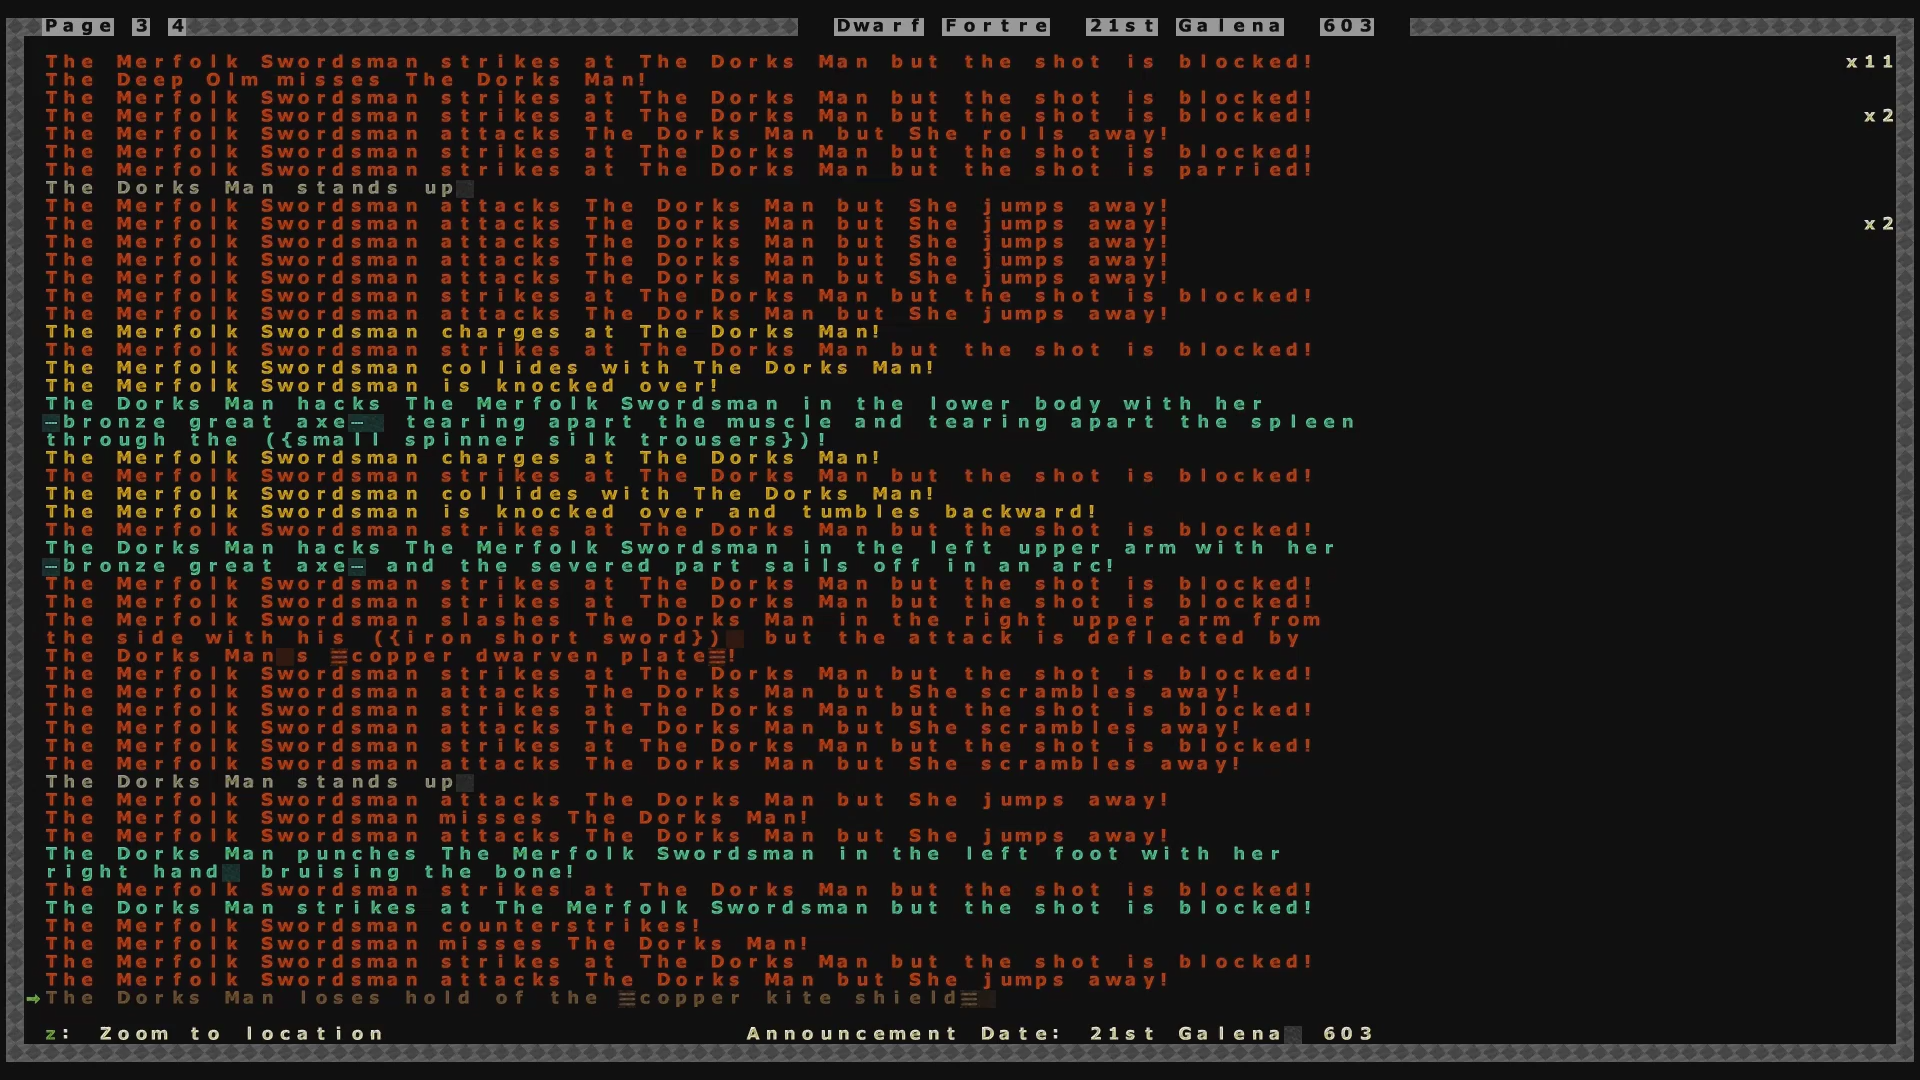 Page 3 4 Dwarf Fortre 21st Galena 603
The Merfolk Swordsman strikes at The Dorks Man but the shot is blocked! x11
The Deep Olm misses The Dorks Man!
The Merfolk Swordsman strikes at The Dorks Man but the shot is blocked!
The Merfolk Swordsman strikes at The Dorks Man but the shot is blocked! x2
The Merfolk Swordsman attacks The Dorks Man but She rolls away!
The Merfolk Swordsman strikes at The Dorks Man but the shot is blocked!
The Merfolk Swordsman strikes at The Dorks Man but the shot is parried!
The Dorks Man stands up
The Merfolk Swordsman attacks The Dorks Man but She jumps away!
The Merfolk Swordsman attacks The Dorks Man but She jumps away! x2
The Merfolk Swordsman attacks The Dorks Man but She jumps away!
The Merfolk Swordsman attacks The Dorks Man but She jumps away!
The Merfolk Swordsman attacks The Dorks Man but She jumps away!
The Merfolk Swordsman strikes at The Dorks Man but the shot is blocked!
The Merfolk Swordsman attacks The Dorks Man but She jumps away!
The Merfolk Swordsman charges at The Dorks Man!
The Merfolk Swordsman strikes at The Dorks Man but the shot is blocked!
The Merfolk Swordsman collides with The Dorks Man!
The Merfolk Swordsman is knocked over!
The Dorks Man hacks The Merfolk Swordsman in the lower body with her
—bronze great axe— tearing apart the muscle and tearing apart the spleen
through the ({small spinner silk trousers})!
The Merfolk Swordsman charges at The Dorks Man!
The Merfolk Swordsman strikes at The Dorks Man but the shot is blocked!
The Merfolk Swordsman collides with The Dorks Man!
The Merfolk Swordsman is knocked over and tumbles backward!
The Merfolk Swordsman strikes at The Dorks Man but the shot is blocked!
The Dorks Man hacks The Merfolk Swordsman in the left upper arm with her
—bronze great axe— and the severed part sails off in an arc!
The Merfolk Swordsman strikes at The Dorks Man but the shot is blocked!
The Merfolk Swordsman strikes at The Dorks Man but the shot is blocked!
The Merfolk Swordsman slashes The Dorks Man in the right upper arm from
the side with his ({iron short sword}) but the attack is deflected by
The Dorks Man s ≡copper dwarven plate≡!
The Merfolk Swordsman strikes at The Dorks Man but the shot is blocked!
The Merfolk Swordsman attacks The Dorks Man but She scrambles away!
The Merfolk Swordsman strikes at The Dorks Man but the shot is blocked!
The Merfolk Swordsman attacks The Dorks Man but She scrambles away!
The Merfolk Swordsman strikes at The Dorks Man but the shot is blocked!
The Merfolk Swordsman attacks The Dorks Man but She scrambles away!
The Dorks Man stands up
The Merfolk Swordsman attacks The Dorks Man but She jumps away!
The Merfolk Swordsman misses The Dorks Man!
The Merfolk Swordsman attacks The Dorks Man but She jumps away!
The Dorks Man punches The Merfolk Swordsman in the left foot with her
right hand bruising the bone!
The Merfolk Swordsman strikes at The Dorks Man but the shot is blocked!
The Dorks Man strikes at The Merfolk Swordsman but the shot is blocked!
The Merfolk Swordsman counterstrikes!
The Merfolk Swordsman misses The Dorks Man!
The Merfolk Swordsman strikes at The Dorks Man but the shot is blocked!
The Merfolk Swordsman attacks The Dorks Man but She jumps away!
→The Dorks Man loses hold of the ≡copper kite shield≡
z: Zoom to location Announcement Date: 21st Galena 603